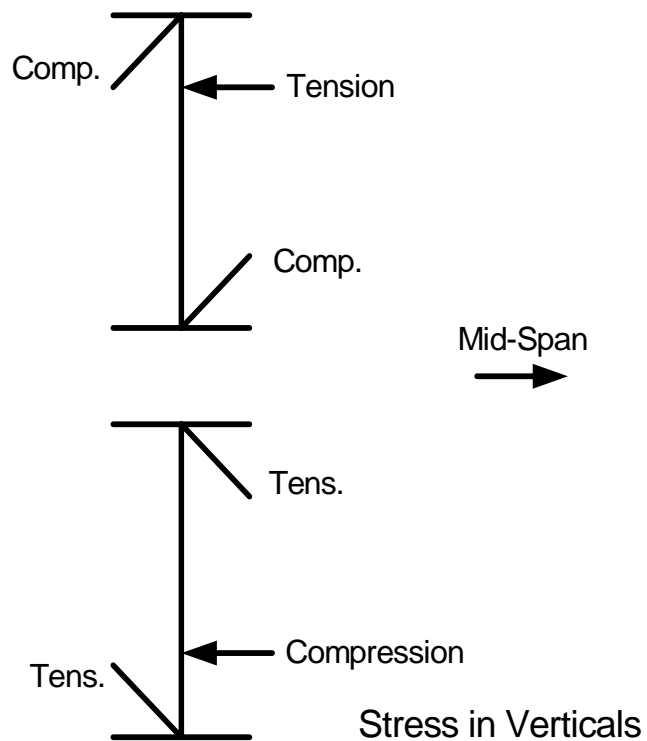 Comp.
Tension
Comp.
Mid-Span
Tens.
Compression
Tens.
Stress in Verticals